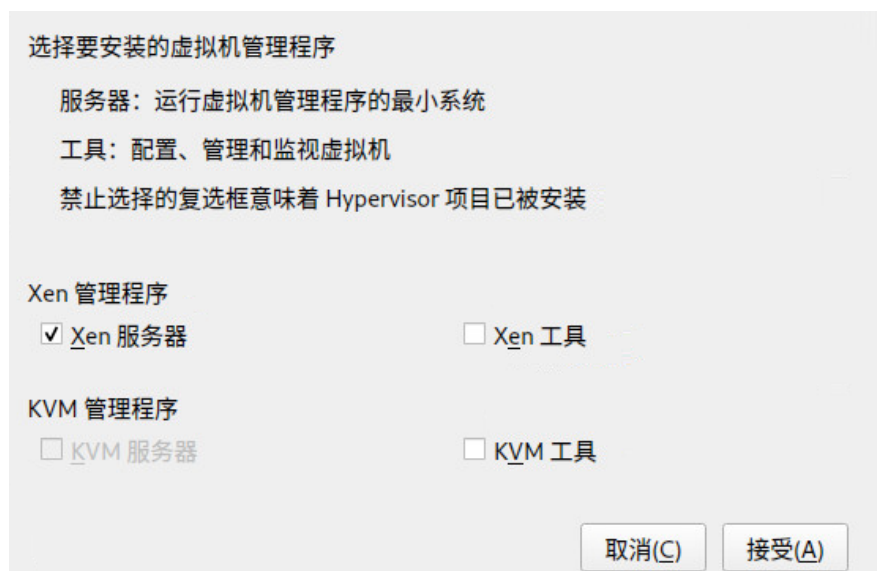 选择要安装的虚拟机管理程序
服务器：运行虚拟机管理程序的最小系统
工具：配置、管理和监视虚拟机
禁止选择的复选框意味着 Hypervisor 项目已被安装
Xen 管理程序
Xen 服务器
Xen 工具
KVM 管理程序
KVM 服务器
KVM 工具
取消(C)
接受(A)